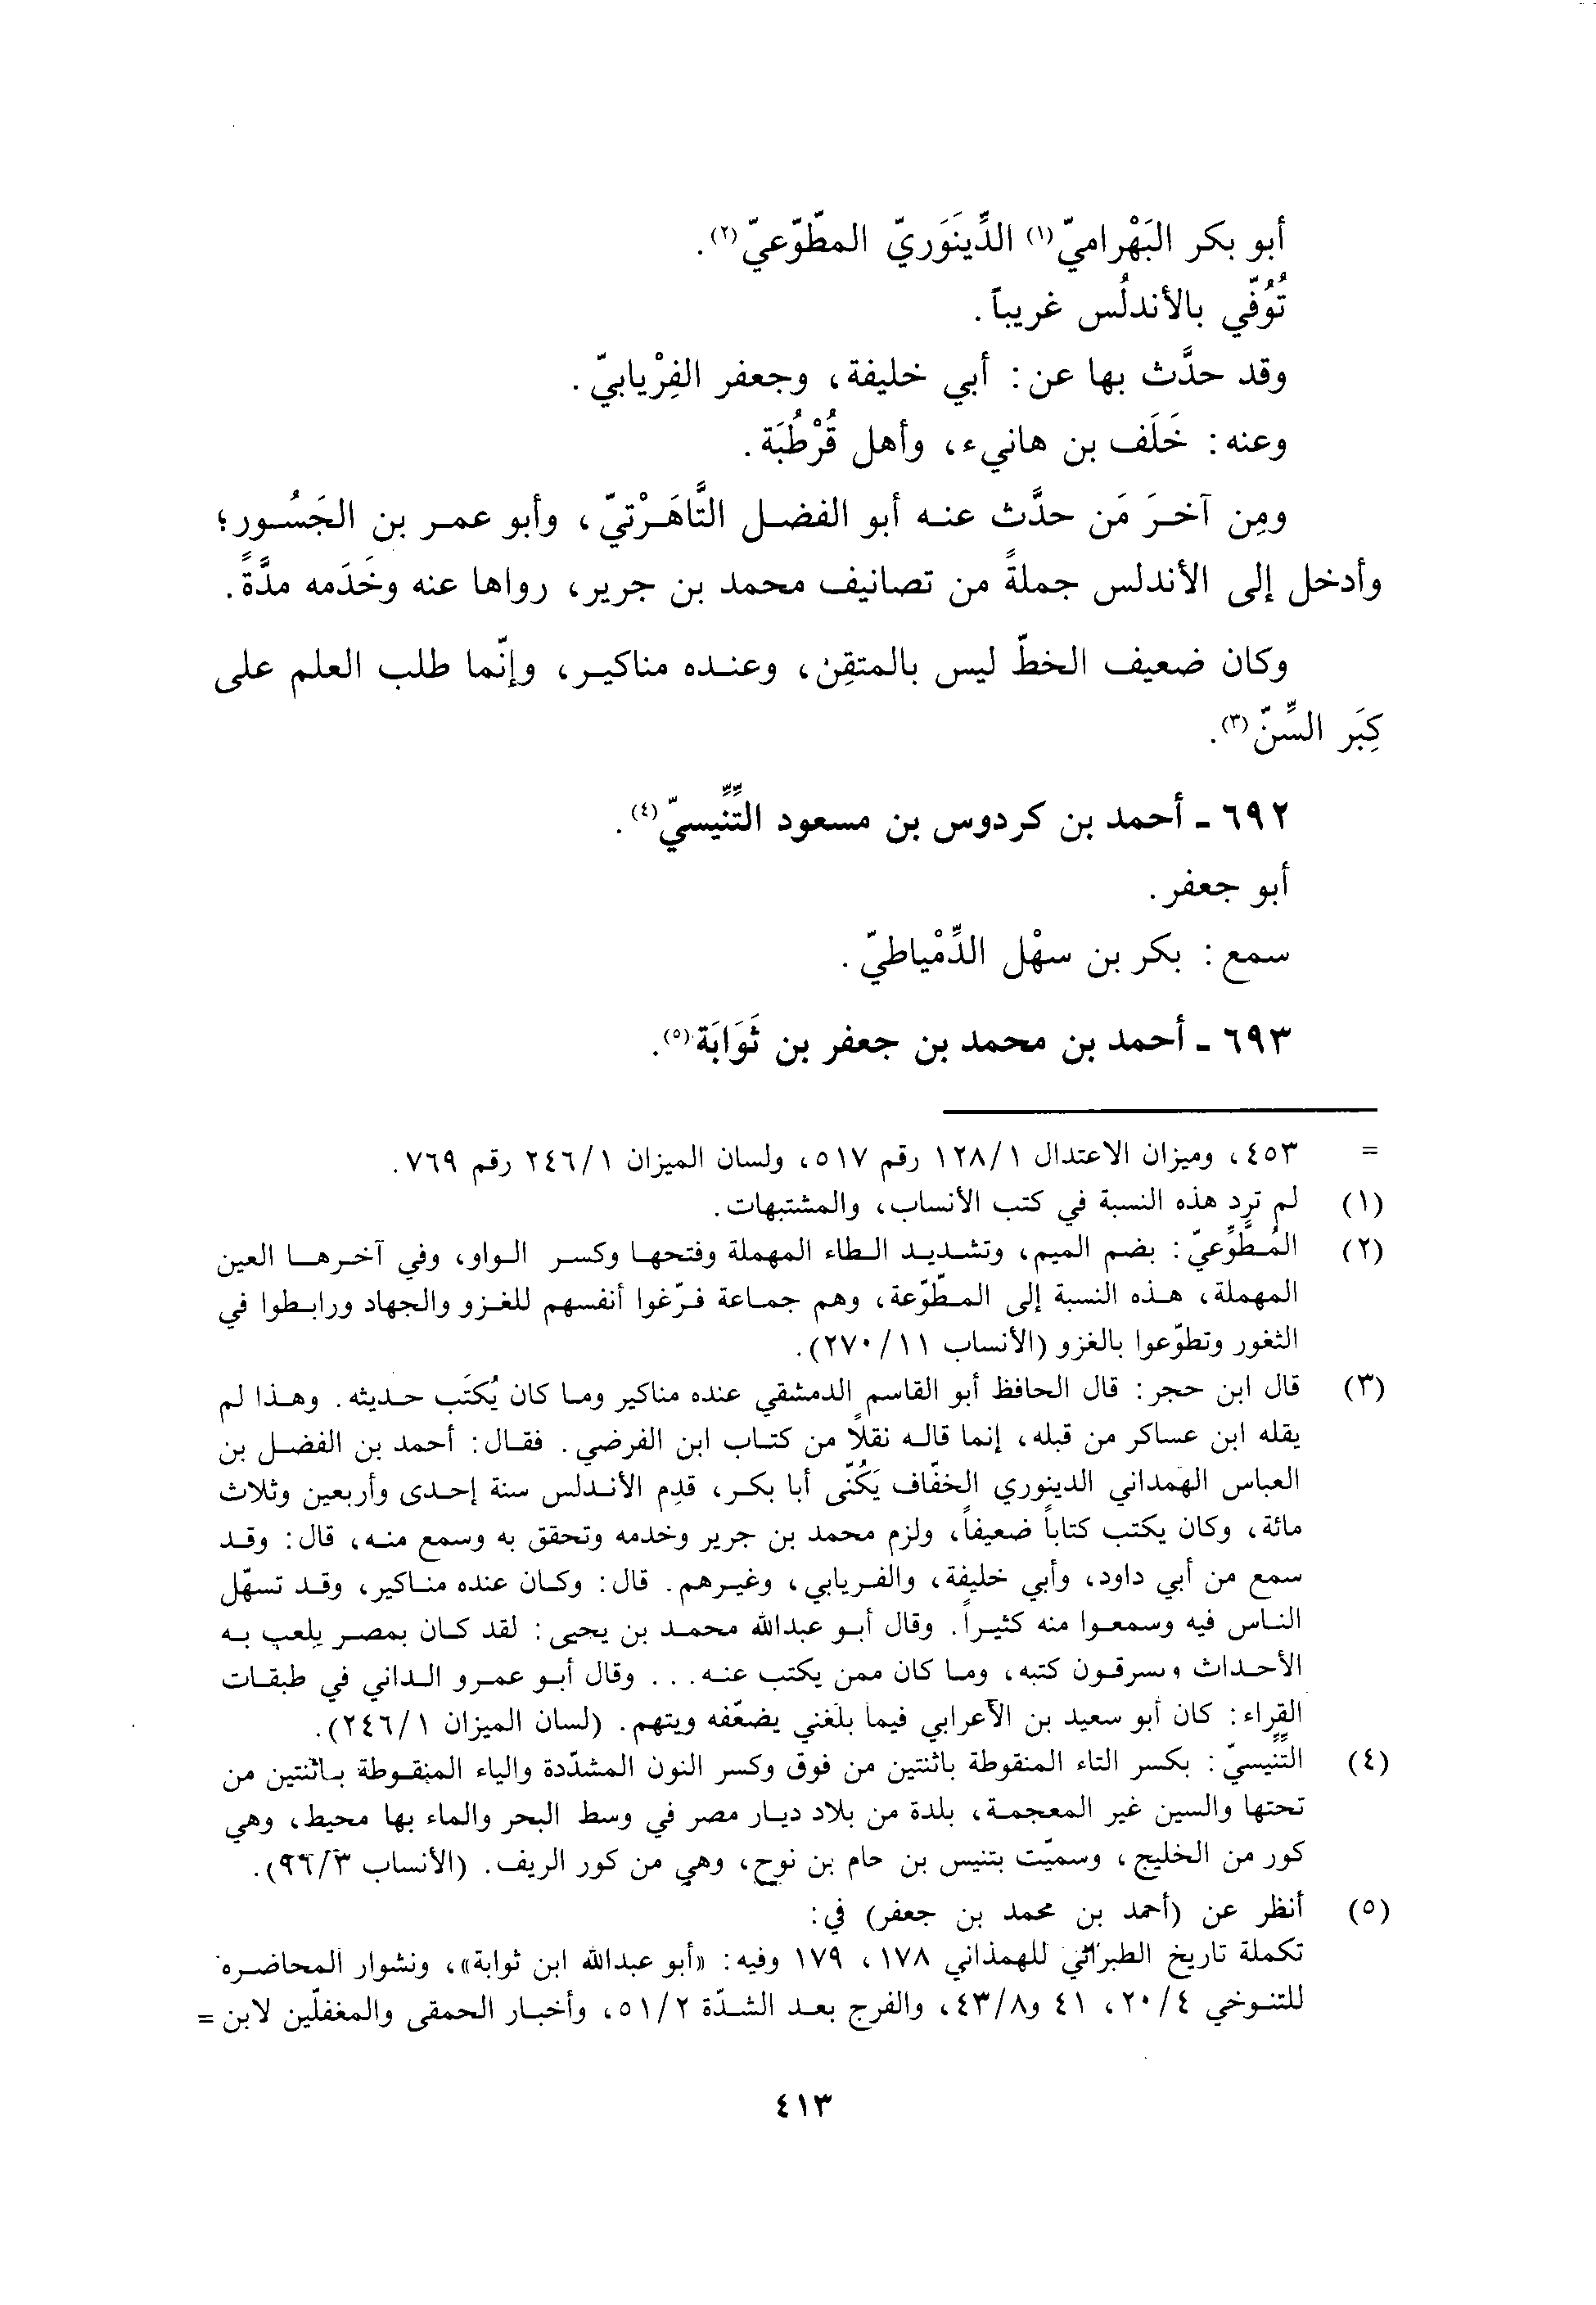 أبو بكر البَهْراميّ(١) الدِّينَوَريّ المطّوّعيّ(٢).
تُوُفّي بالأندلُس غريباً.
وقد حدَّث بها عن: أبي خليفة، وجعفر الفِرْيابيّ.
وعنه: خَلَف بن هانيء، وأهل قُرْطُبَة.
ومِن آخرَ مَن حدَّث عنه أبو الفضل التَّاهَرْتيّ، وأبو عمر بن الجَسُور؛
وأدخل إلى الأندلس جملةً من تصانيف محمد بن جرير، رواها عنه وخَدَمه مدَّةً.
وكان ضعيف الخطّ ليس بالمتقِن، وعنده مناكير، وإنّما طلب العلم على
كِبَر السِّنّ(٣).
٦٩٢ - أحمد بن كردوس بن مسعود التِّنِّيسيّ(٤).
أبو جعفر.
سمع: بكر بن سهْل الدِّمْياطيّ.
٦٩٣ - أحمد بن محمد بن جعفر بن ثَوَابَة(٥).
= ٤٥٣، وميزان الاعتدال ١٢٨/١ رقم ٥١٧، ولسان الميزان ٢٤٦/١ رقم ٧٦٩.
(١) لم ترد هذه النسبة في كتب الأنساب، والمشتبهات.
(٢) المُطَّوِّعيّ: بضم الميم، وتشديد الطاء المهملة وفتحها وكسر الواو، وفي آخرها العين
المهملة، هذه النسبة إلى المطّوّعة، وهم جماعة فرّغوا أنفسهم للغزو والجهاد ورابطوا في
الثغور وتطوّعوا بالغزو (الأنساب ٢٧٠/١١).
(٣) قال ابن حجر: قال الحافظ أبو القاسم الدمشقي عنده مناكير وما كان يُكتَب حديثه. وهذا لم
يقله ابن عساكر من قبله، إنما قاله نقلاً من كتاب ابن الفرضي. فقال: أحمد بن الفضل بن
العباس الهمداني الدينوري الخفّاف يَكُنّى أبا بكر، قدِم الأندلس سنة إحدى وأربعين وثلاث
مائة، وكان يكتب كتاباً ضعيفاً، ولزم محمد بن جرير وخدمه وتحقق به وسمع منه، قال: وقد
سمع من أبي داود، وأبي خليفة، والفريابي، وغيرهم. قال: وكان عنده مناكير، وقد تسهّل
الناس فيه وسمعوا منه كثيراً. وقال أبو عبدالله محمد بن يحيى: لقد كان بمصر يلعب به
الأحداث ويسرقون كتبه، وما كان ممن يكتب عنه... وقال أبو عمرو الداني في طبقات
القراء: كان أبو سعيد بن الأعرابي فيما بلغني يضعّفه ويتهم. (لسان الميزان ٢٤٦/١).
(٤) التِّنِّيسيّ: بكسر التاء المنقوطة باثنتين من فوق وكسر النون المشدّدة والياء المنقوطة باثنتين من
تحتها والسين غير المعجمة، بلدة من بلاد ديار مصر في وسط البحر والماء بها محيط، وهي
كور من الخليج، وسميّت بتنيس بن حام بن نوح، وهي من كور الريف. (الأنساب ٩٦/٣).
(٥) أنظر عن (أحمد بن محمد بن جعفر) في:
تكملة تاريخ الطبرائي للهمذاني ١٧٨، ١٧٩ وفيه: «أبو عبدالله ابن ثوابة»، ونشوار المحاضره
للتنوخي ٢٠/٤، ٤١ و٤٣/٨، والفرج بعد الشدّة ٥١/٢، وأخبار الحمقى والمغفلّين لابن =
٤١٣